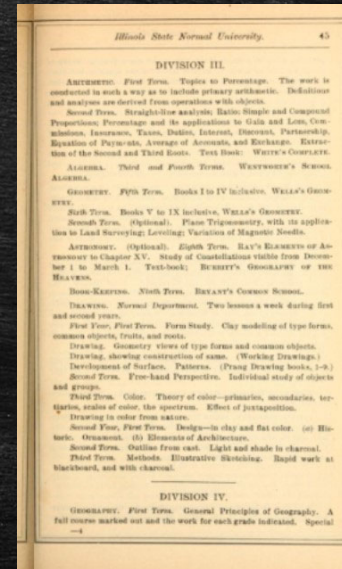 Illinois State Normal University. 45
DIVISION III.
ARITHMETIC. First Term. Topics to Percentage. The work is
conducted in such a way as to include primary arithmetic. Definitions
and analyses are derived from operations with objects.
Second Term. Straight-line analysis; Ratio; Simple and Compound
Proportions; Percentage and its applications to Gain and Loss, Com-
missions, Insurance, Taxes, Duties, Interest, Discount, Partnership,
Equation of Payments, Average of Accounts, and Exchange. Extrac-
tion of the Second and Third Roots. Text Book: WHITE'S COMPLETE.
ALGEBRA. Third and Fourth Terms. WENTWORTH'S SCHOOL
ALGEBRA.
GEOMETRY. Fifth Term. Books I to IV inclusive, WELLS'S GEOM-
ETRY.
Sixth Term. Books V to IX inclusive, WELLS'S GEOMETRY.
Seventh Term. (Optional). Plane Trigonometry, with its applica-
tion to Land Surveying; Leveling; Variation of Magnetic Needle.
ASTRONOMY. (Optional). Eighth Term. RAY'S ELEMENTS OF AS-
TRONOMY to Chapter XV. Study of Constellations visible from Decem-
ber 1 to March 1. Text-book; BURRITT'S GEOGRAPHY OF THE
HEAVENS.
BOOK-KEEPING. Ninth Term. BRYANT'S COMMON SCHOOL.
DRAWING. Normal Department. Two lessons a week during first
and second years.
First Year, First Term. Form Study. Clay modeling of type forms,
common objects, fruits, and roots.
Drawing. Geometry views of type forms and common objects.
Drawing, showing construction of same. (Working Drawings.)
Development of Surface. Patterns. (Prang Drawing books, 1-9.)
Second Term. Free-hand Perspective. Individual study of objects
and groups.
Third Term. Color. Theory of color—primaries, secondaries, ter-
tiaries, scales of color, the spectrum. Effect of juxtaposition.
Drawing in color from nature.
Second Year, First Term. Design—in clay and flat color. (a) His-
toric. Ornament. (b) Elements of Architecture.
Second Term. Outline from cast. Light and shade in charcoal.
Third Term. Methods. Illustrative Sketching. Rapid work at
blackboard, and with charcoal.
DIVISION IV.
GEOGRAPHY. First Term. General Principles of Geography. A
full course marked out and the work for each grade indicated. Special
—4